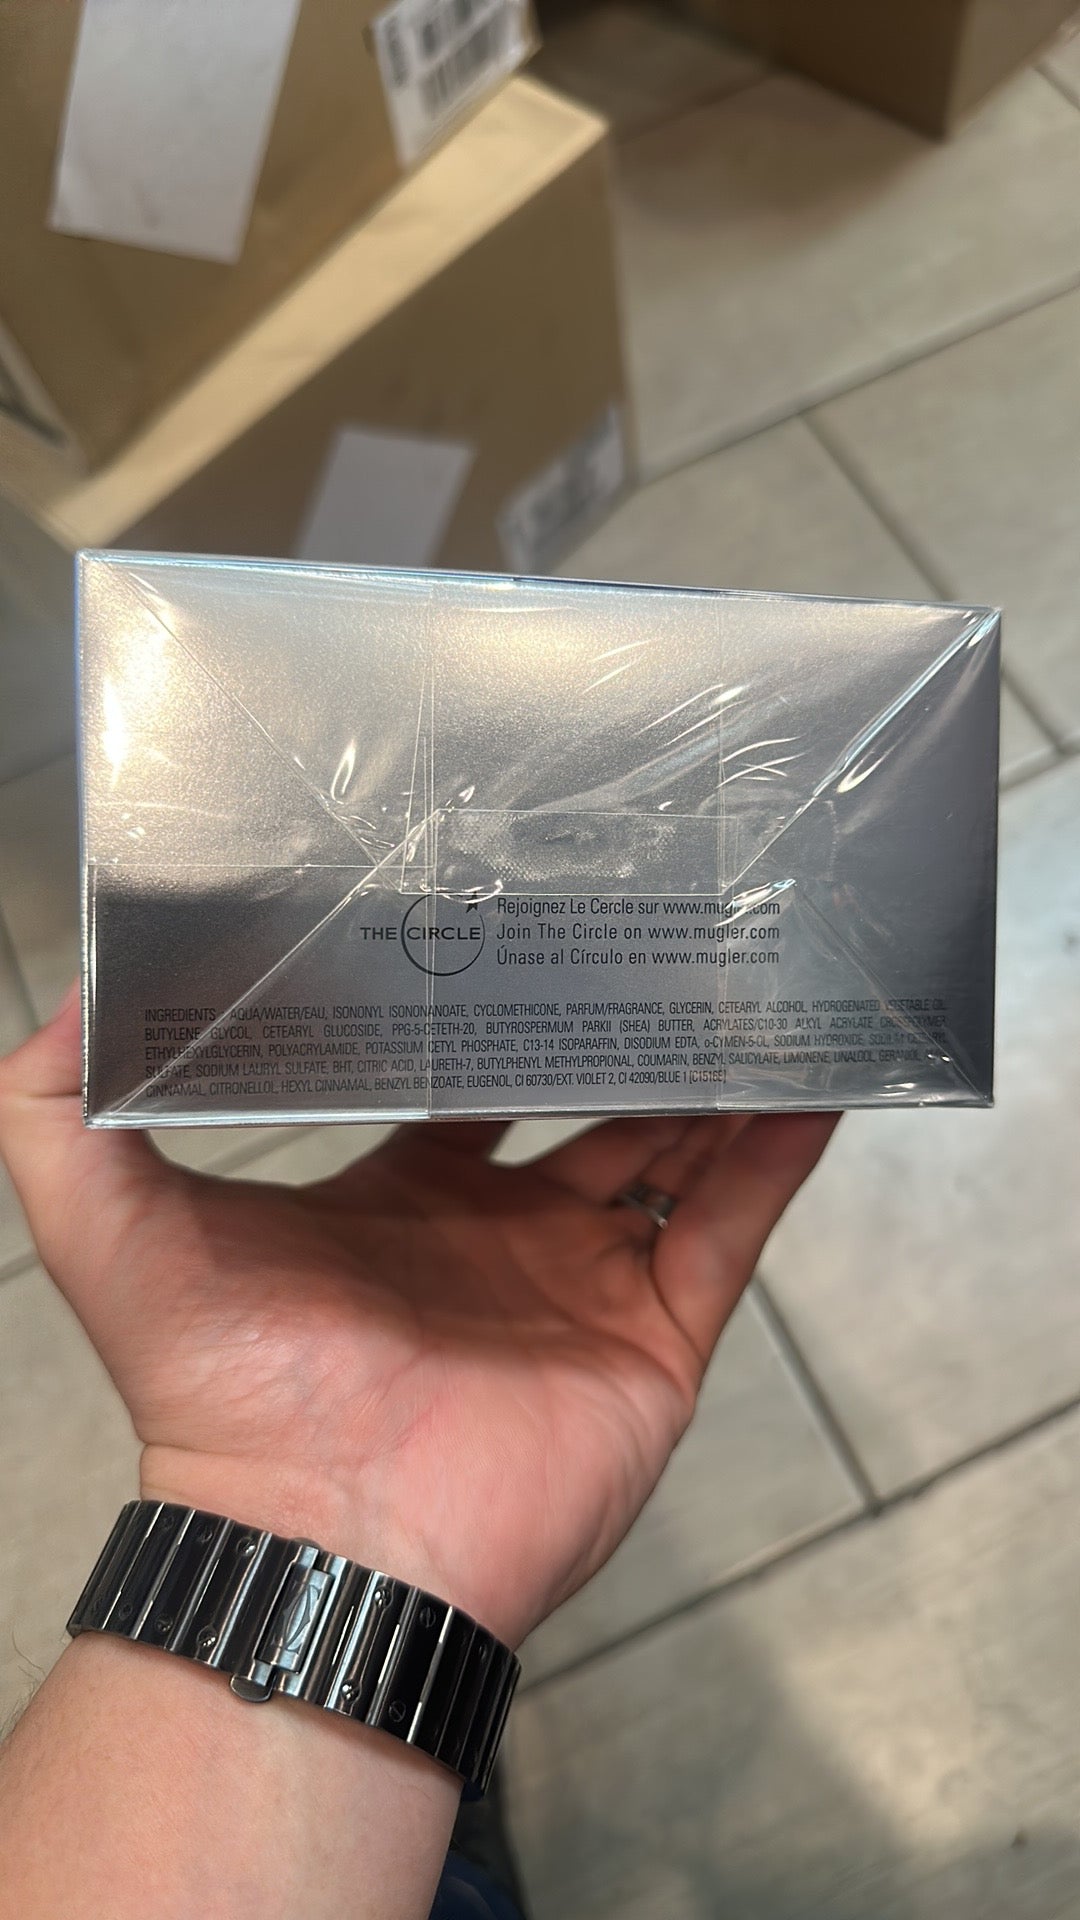 Rejoignez Le Cercle sur www.mugler.com
THE CIRCLE
Join The Circle on www.mugler.com
Únase al Círculo en www.mugler.com
INGREDIENTS : AQUA/WATER/EAU, ISONONYL ISONONANOATE, CYCLOMETHICONE, PARFUM/FRAGRANCE, GLYCERIN, CETEARYL ALCOHOL, HYDROGENATED VEGETABLE OIL,
BUTYLENE GLYCOL, CETEARYL GLUCOSIDE, PPG-5-CETETH-20, BUTYROSPERMUM PARKII (SHEA) BUTTER, ACRYLATES/C10-30 ALKYL ACRYLATE CROSSPOLYMER,
ETHYLHEXYLGLYCERIN, POLYACRYLAMIDE, POTASSIUM CETYL PHOSPHATE, C13-14 ISOPARAFFIN, DISODIUM EDTA, o-CYMEN-5-OL, SODIUM HYDROXIDE, SODIUM CETEARYL
SULFATE, SODIUM LAURYL SULFATE, BHT, CITRIC ACID, LAURETH-7, BUTYLPHENYL METHYLPROPIONAL, COUMARIN, BENZYL SALICYLATE, LIMONENE, LINALOOL, GERANIOL,
CINNAMAL, CITRONELLOL, HEXYL CINNAMAL, BENZYL BENZOATE, EUGENOL, CI 60730/EXT. VIOLET 2, CI 42090/BLUE 1 [C1516B]